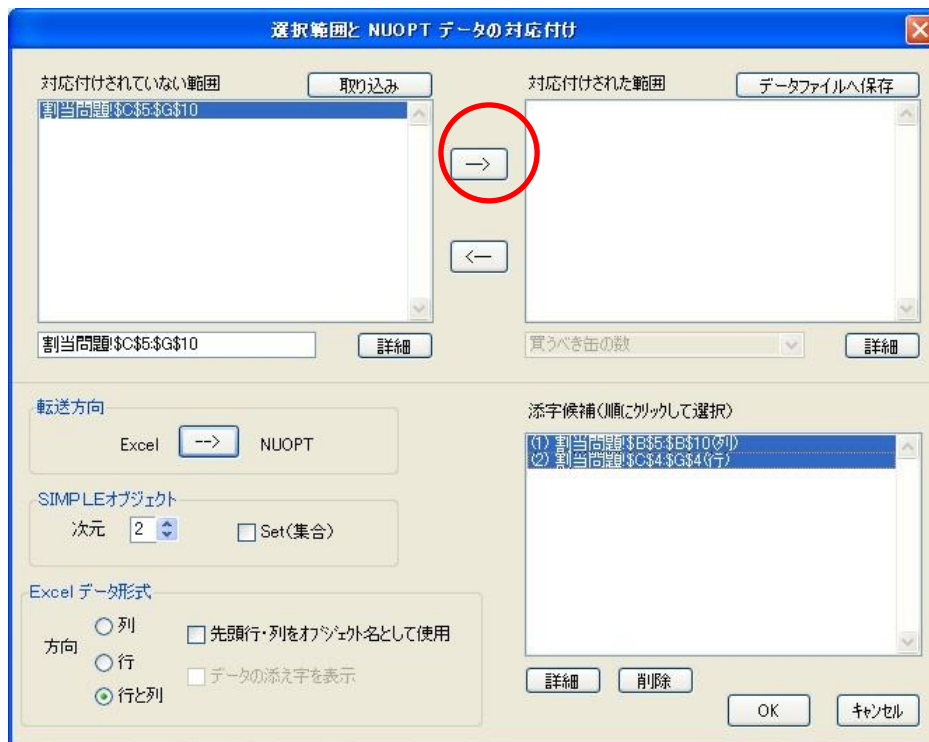 選択範囲と NUOPT データの対応付け
対応付けされていない範囲
取り込み
割当問題!$C$5:$G$10
-->
<--
割当問題!$C$5:$G$10
詳細
対応付けされた範囲
データファイルへ保存
買うべき缶の数
詳細
転送方向
Excel --> NUOPT
SIMPLEオブジェクト
次元 2
Set(集合)
Excel データ形式
方向
列
行
行と列
先頭行・列をオブジェクト名として使用
データの添え字を表示
添字候補(順にクリックして選択)
(1) 割当問題!$B$5:$B$10(列)
(2) 割当問題!$C$4:$G$4(行)
詳細
削除
OK
キャンセル